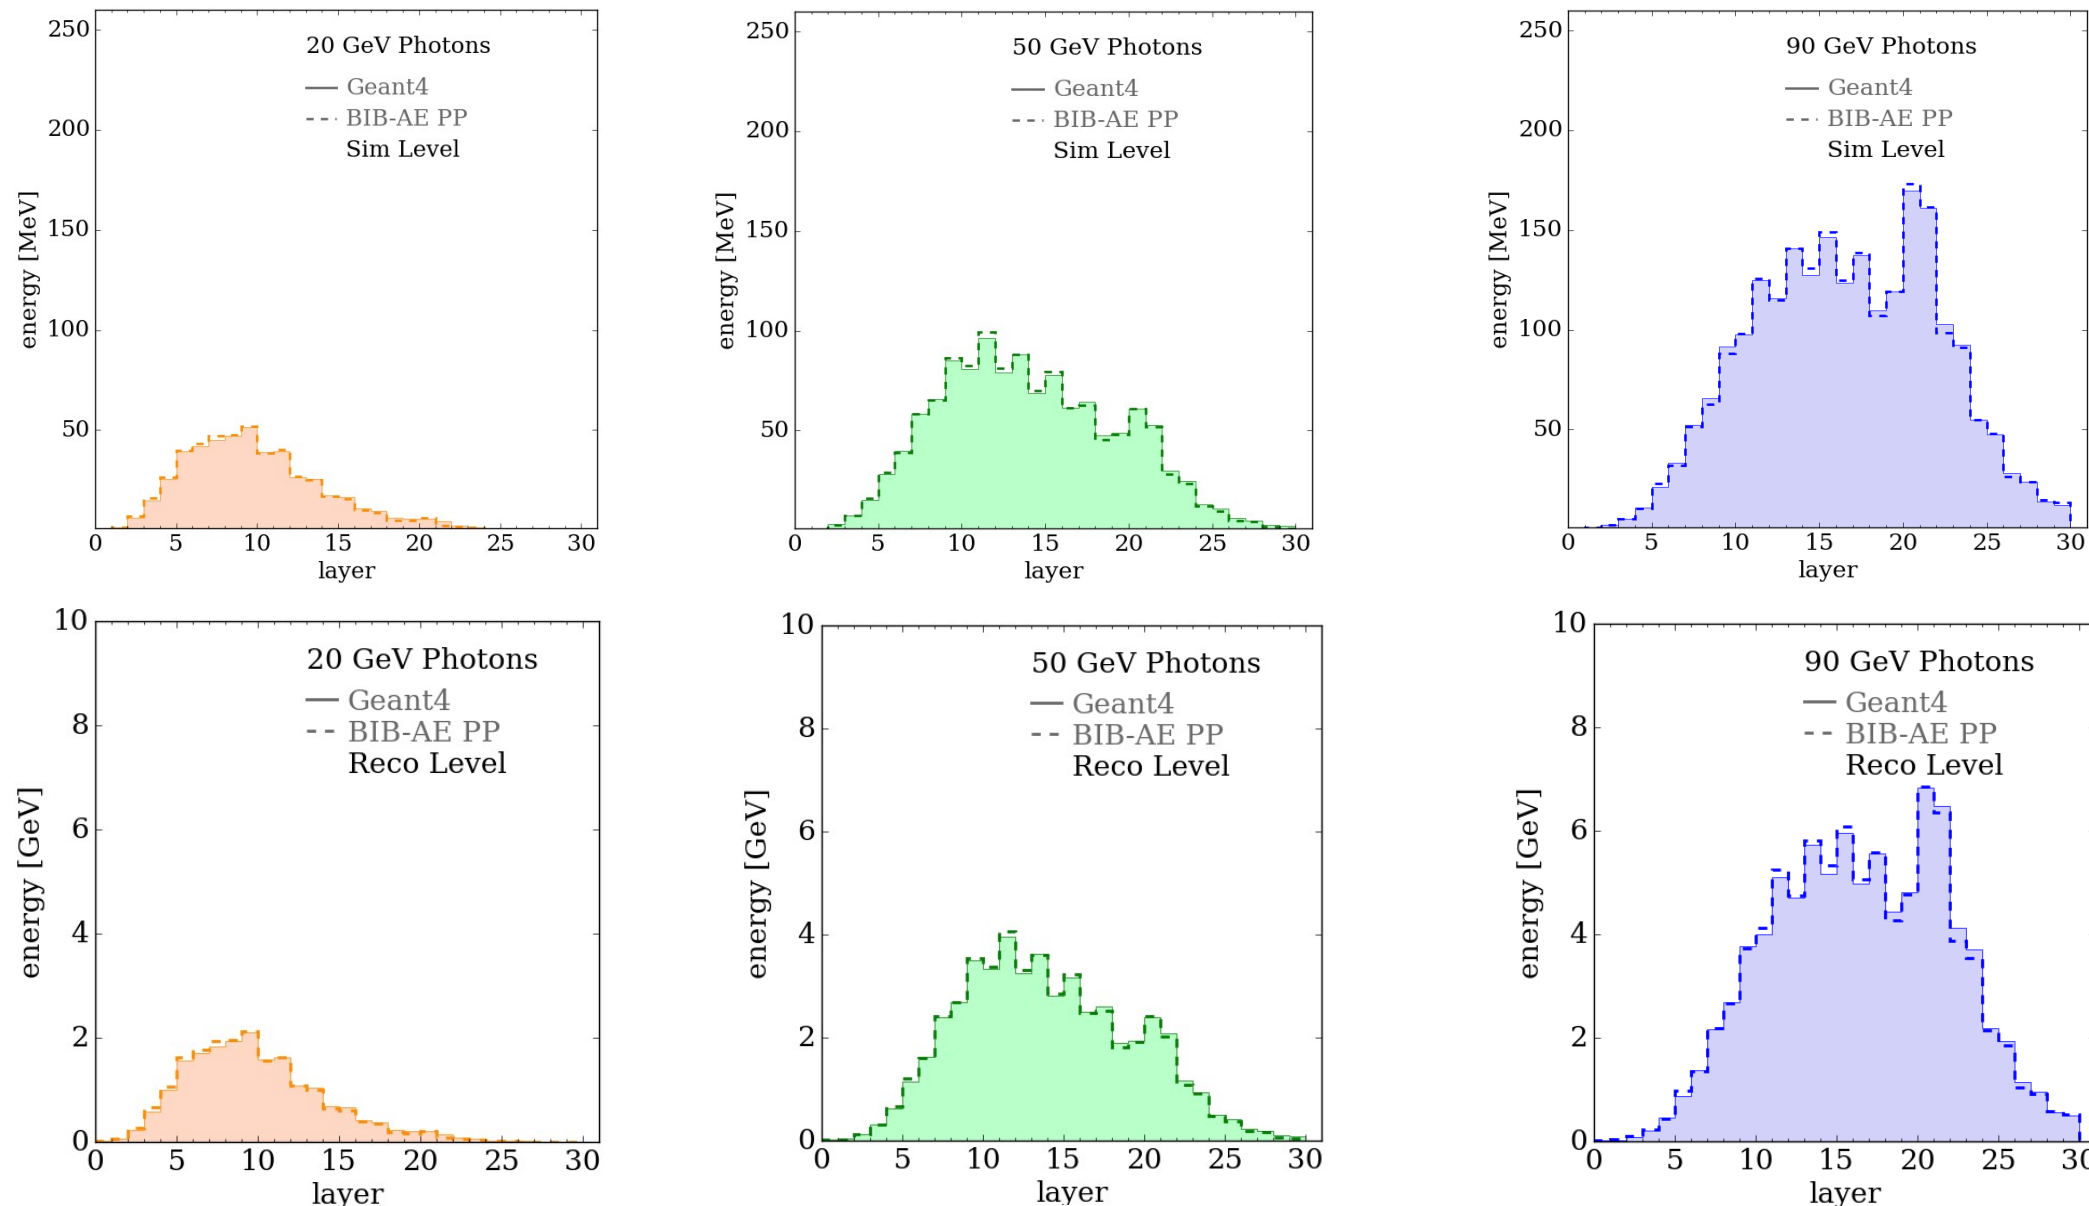 20 GeV Photons
Geant4
BIB-AE PP
Sim Level
energy [MeV]
250
200
150
100
50
0 5 10 15 20 25 30
layer
50 GeV Photons
Geant4
BIB-AE PP
Sim Level
energy [MeV]
250
200
150
100
50
0 5 10 15 20 25 30
layer
90 GeV Photons
Geant4
BIB-AE PP
Sim Level
energy [MeV]
250
200
150
100
50
0 5 10 15 20 25 30
layer
20 GeV Photons
Geant4
BIB-AE PP
Reco Level
energy [GeV]
10
8
6
4
2
0
0 5 10 15 20 25 30
layer
50 GeV Photons
Geant4
BIB-AE PP
Reco Level
energy [GeV]
10
8
6
4
2
0
0 5 10 15 20 25 30
layer
90 GeV Photons
Geant4
BIB-AE PP
Reco Level
energy [GeV]
10
8
6
4
2
0
0 5 10 15 20 25 30
layer